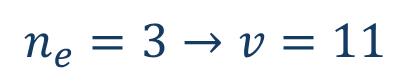 nₑ = 3 → v = 11